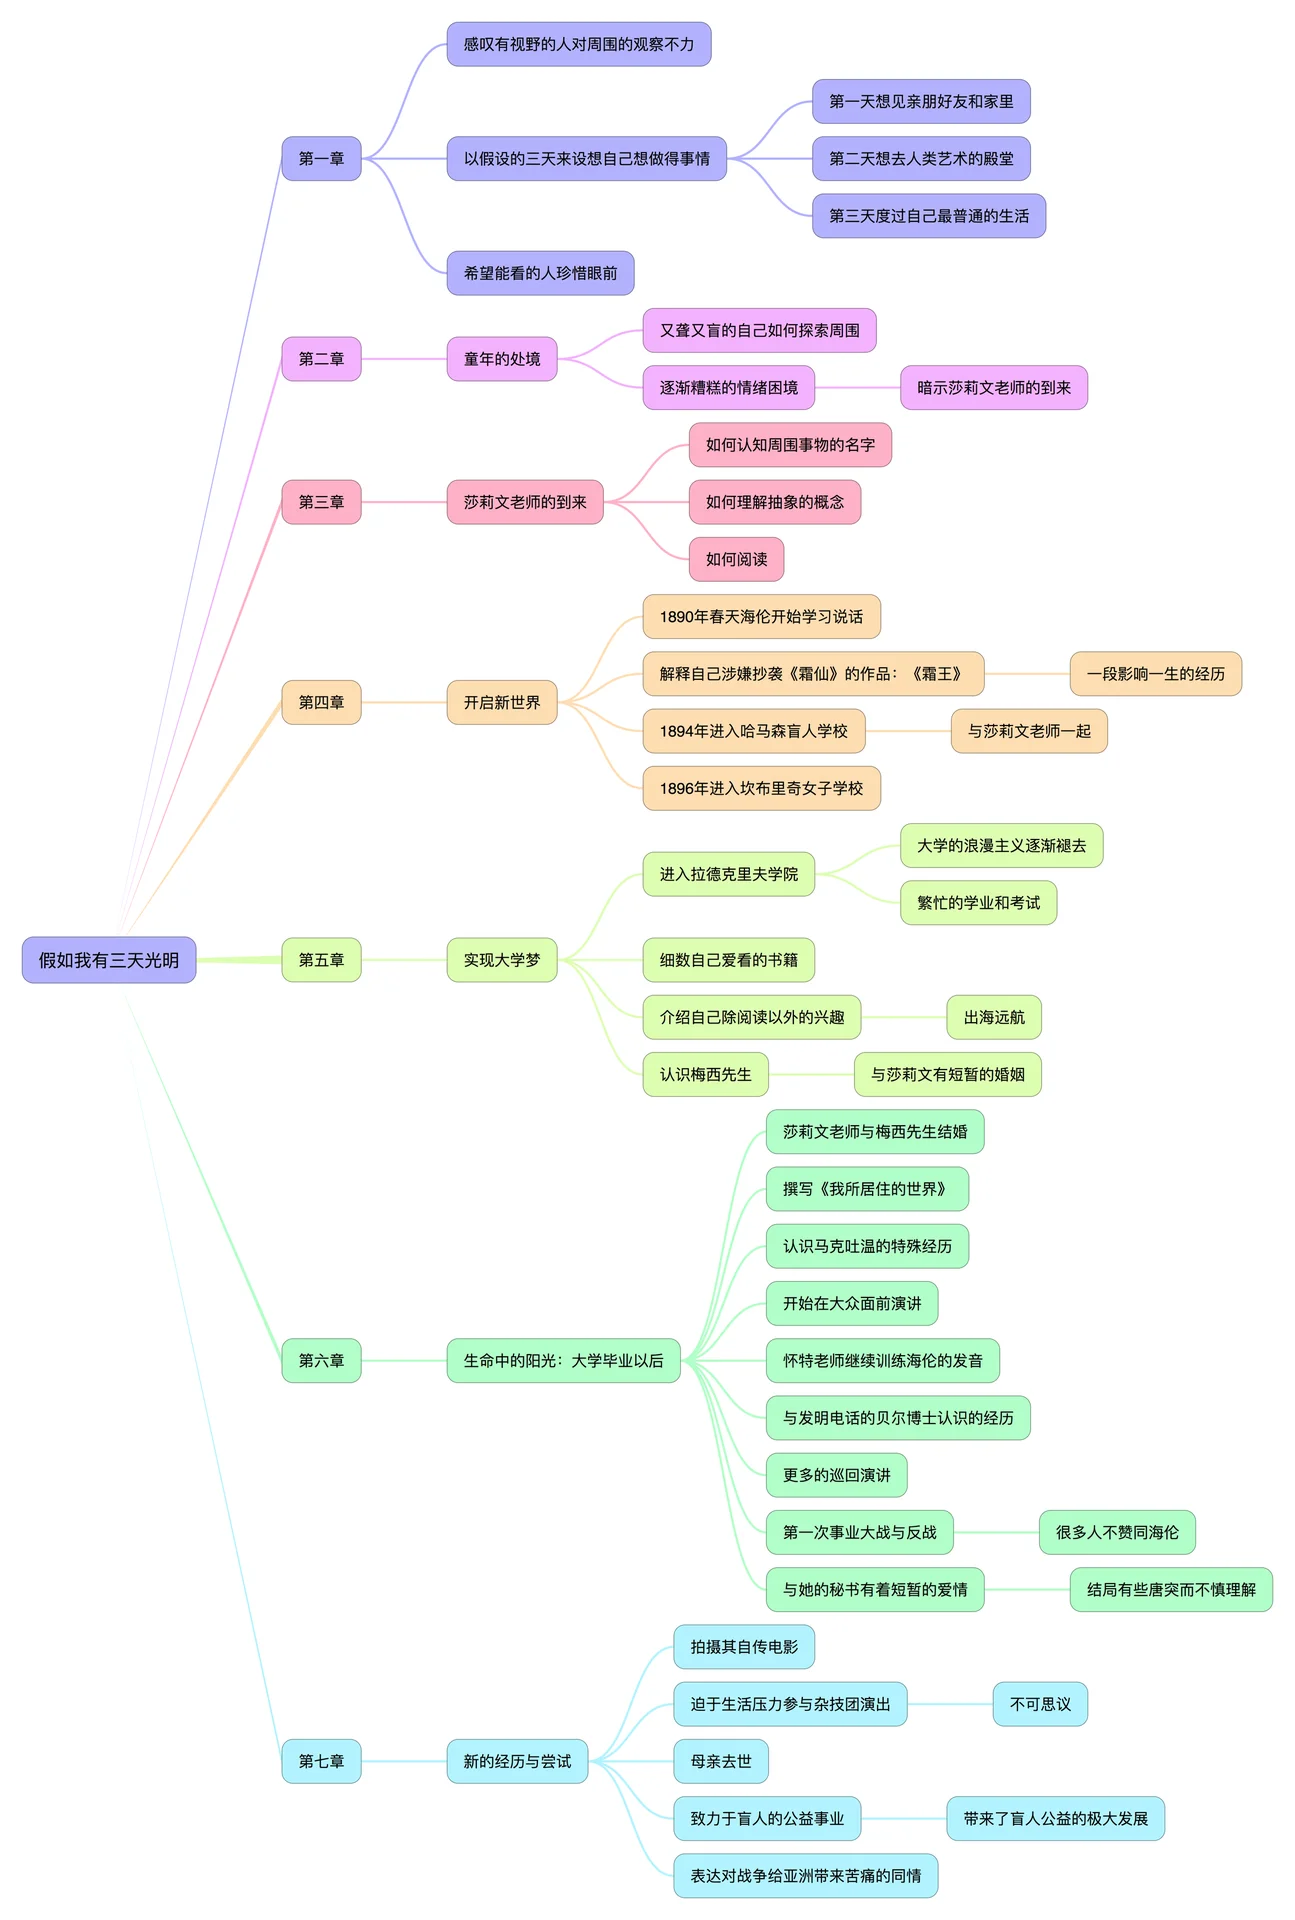 假如我有三天光明
第一章
感叹有视野的人对周围的观察不力
以假设的三天来设想自己想做得事情
第一天想见亲朋好友和家里
第二天想去人类艺术的殿堂
第三天度过自己最普通的生活
希望能看的人珍惜眼前
第二章
童年的处境
又聋又盲的自己如何探索周围
逐渐糟糕的情绪困境
暗示莎莉文老师的到来
第三章
莎莉文老师的到来
如何认知周围事物的名字
如何理解抽象的概念
如何阅读
第四章
开启新世界
1890年春天海伦开始学习说话
解释自己涉嫌抄袭《霜仙》的作品：《霜王》
一段影响一生的经历
1894年进入哈马森盲人学校
与莎莉文老师一起
1896年进入坎布里奇女子学校
第五章
实现大学梦
进入拉德克里夫学院
大学的浪漫主义逐渐褪去
繁忙的学业和考试
细数自己爱看的书籍
介绍自己除阅读以外的兴趣
出海远航
认识梅西先生
与莎莉文有短暂的婚姻
第六章
生命中的阳光：大学毕业以后
莎莉文老师与梅西先生结婚
撰写《我所居住的世界》
认识马克吐温的特殊经历
开始在大众面前演讲
怀特老师继续训练海伦的发音
与发明电话的贝尔博士认识的经历
更多的巡回演讲
第一次事业大战与反战
很多人不赞同海伦
与她的秘书有着短暂的爱情
结局有些唐突而不慎理解
第七章
新的经历与尝试
拍摄其自传电影
迫于生活压力参与杂技团演出
不可思议
母亲去世
致力于盲人的公益事业
带来了盲人公益的极大发展
表达对战争给亚洲带来苦痛的同情